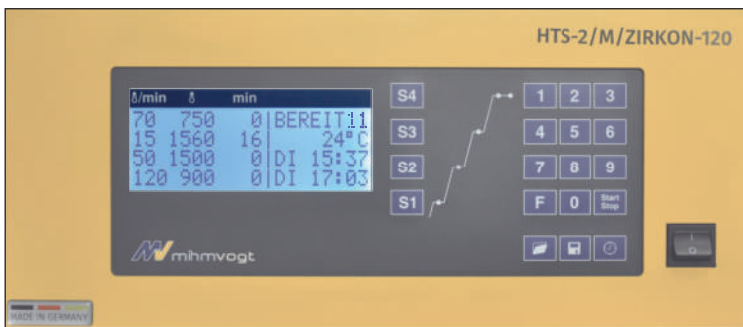 HTS-2/M/ZIRKON-120
δ/min δ min
70 750 0|BEREIT11
15 1560 16| 24°C
50 1500 0|DI 15:37
120 900 0|DI 17:03
S4
S3
S2
S1
1 2 3
4 5 6
7 8 9
F 0 Start Stop
mihmvogt
MADE IN GERMANY